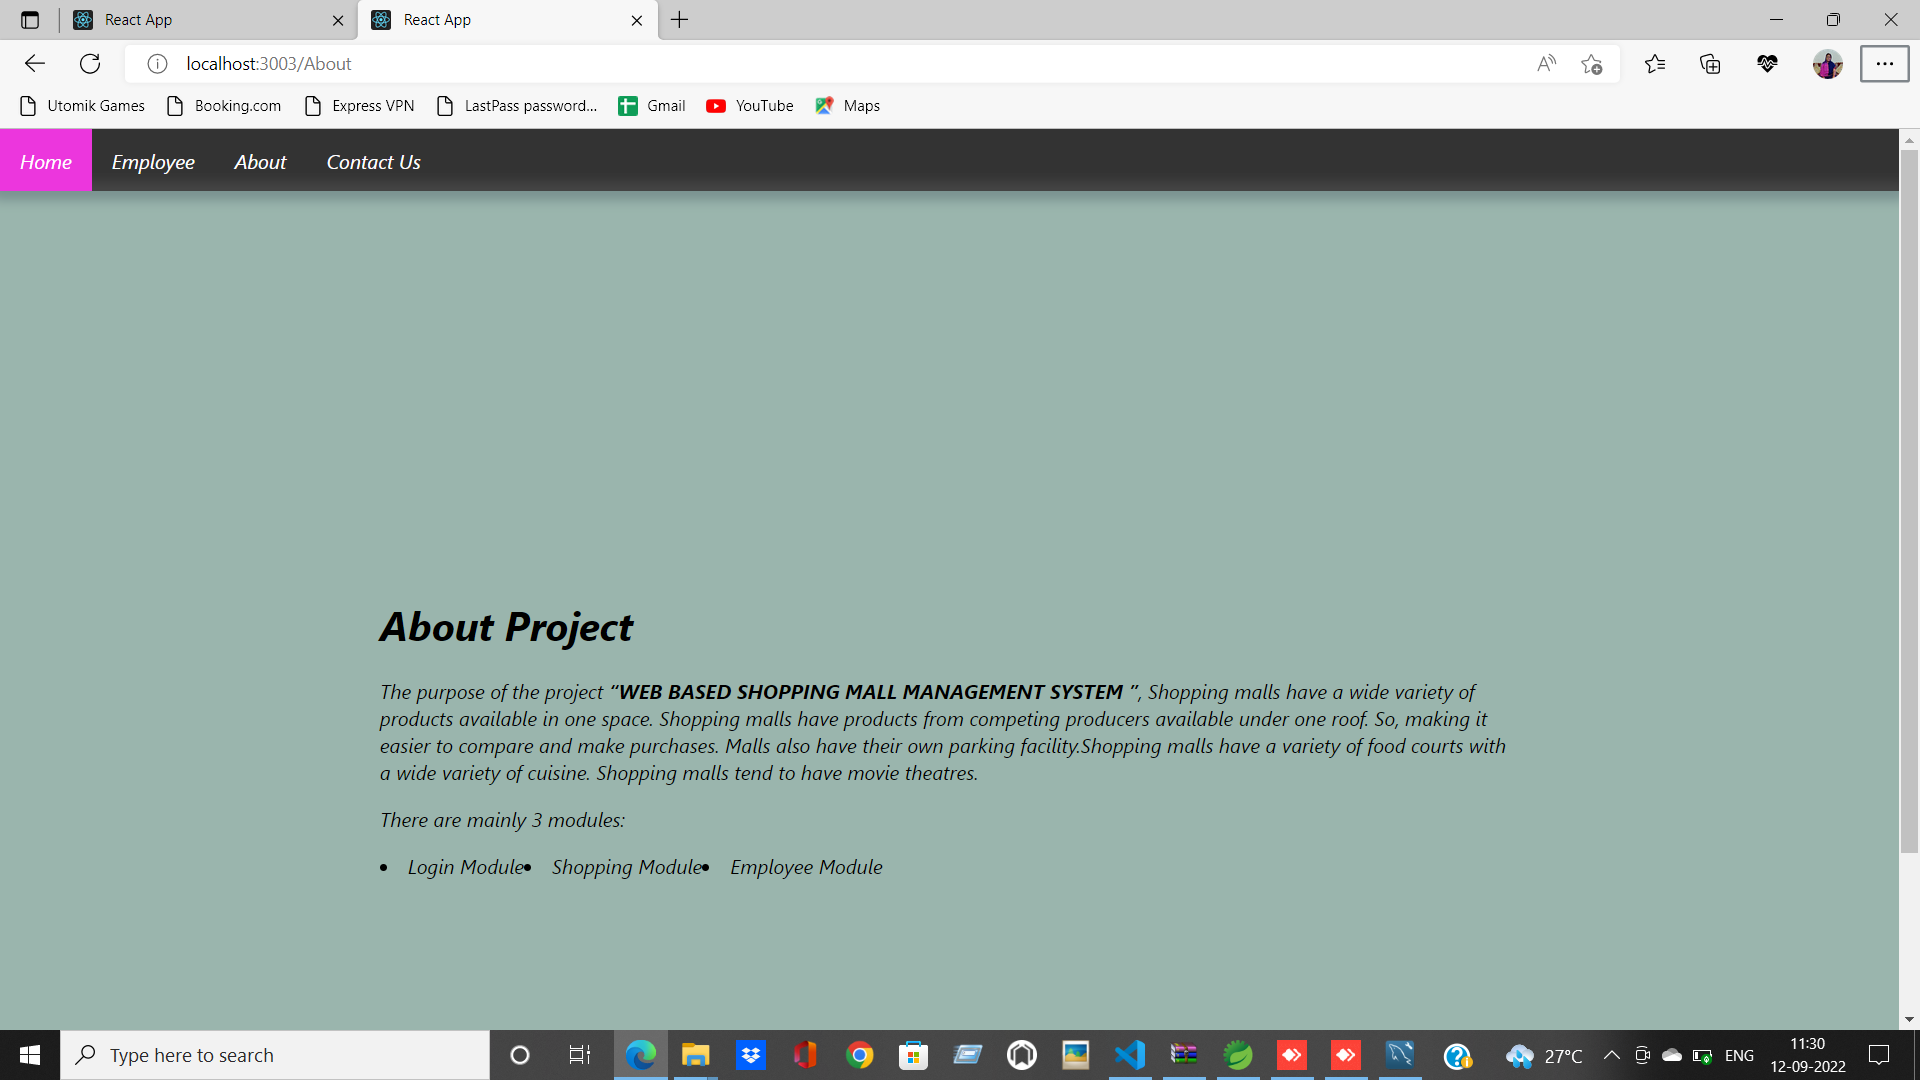 React App
React App
localhost:3003/About
Utomik Games
Booking.com
Express VPN
LastPass password...
Gmail
YouTube
Maps
Home
Employee
About
Contact Us
About Project
The purpose of the project “WEB BASED SHOPPING MALL MANAGEMENT SYSTEM ”, Shopping malls have a wide variety of
products available in one space. Shopping malls have products from competing producers available under one roof. So, making it
easier to compare and make purchases. Malls also have their own parking facility.Shopping malls have a variety of food courts with
a wide variety of cuisine. Shopping malls tend to have movie theatres.
There are mainly 3 modules:
• Login Module• Shopping Module• Employee Module
Type here to search
27°C
ENG
11:30
12-09-2022